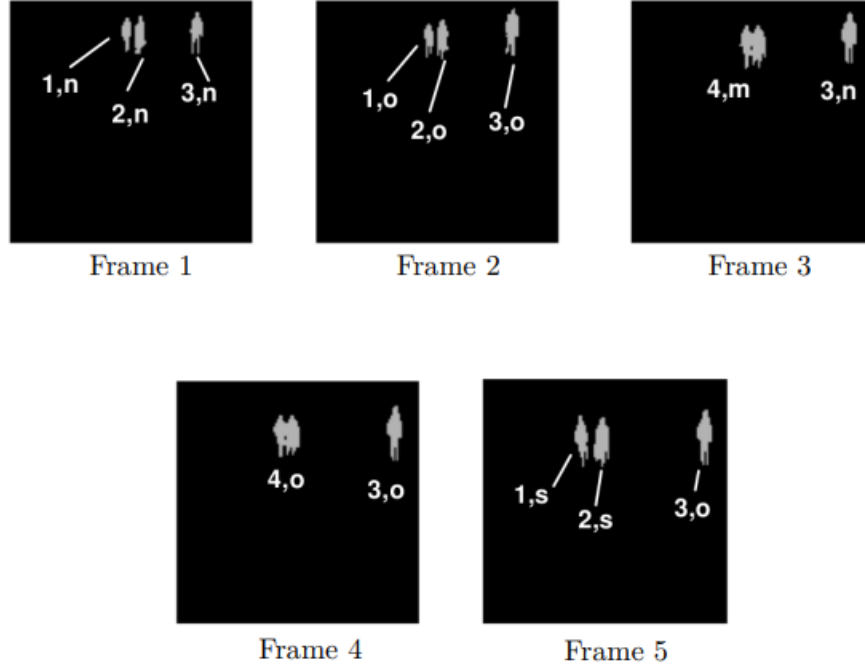 1,n
2,n
3,n
Frame 1
1,o
2,o
3,o
Frame 2
4,m
3,n
Frame 3
4,o
3,o
Frame 4
1,s
2,s
3,o
Frame 5